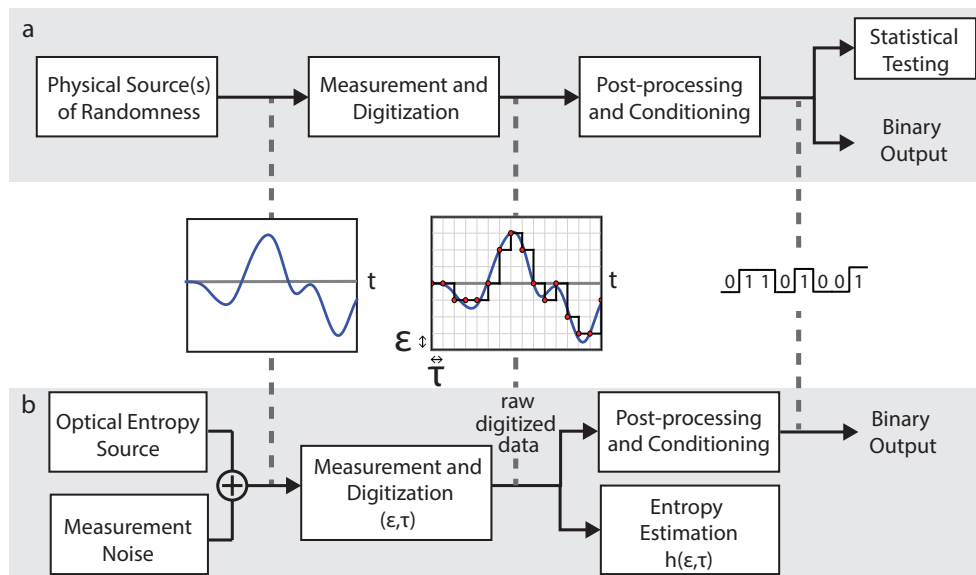 a
Physical Source(s)
of Randomness
Measurement and
Digitization
Post-processing
and Conditioning
Statistical
Testing
Binary
Output
t
ε
τ
t
0 1 1 0 1 0 0 1
b
Optical Entropy
Source
Measurement
Noise
+
Measurement and
Digitization
(ε,τ)
raw
digitized
data
Post-processing
and Conditioning
Entropy
Estimation
h(ε,τ)
Binary
Output